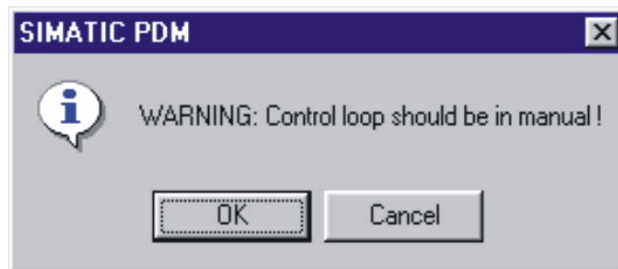 SIMATIC PDM
WARNING: Control loop should be in manual !
OK
Cancel